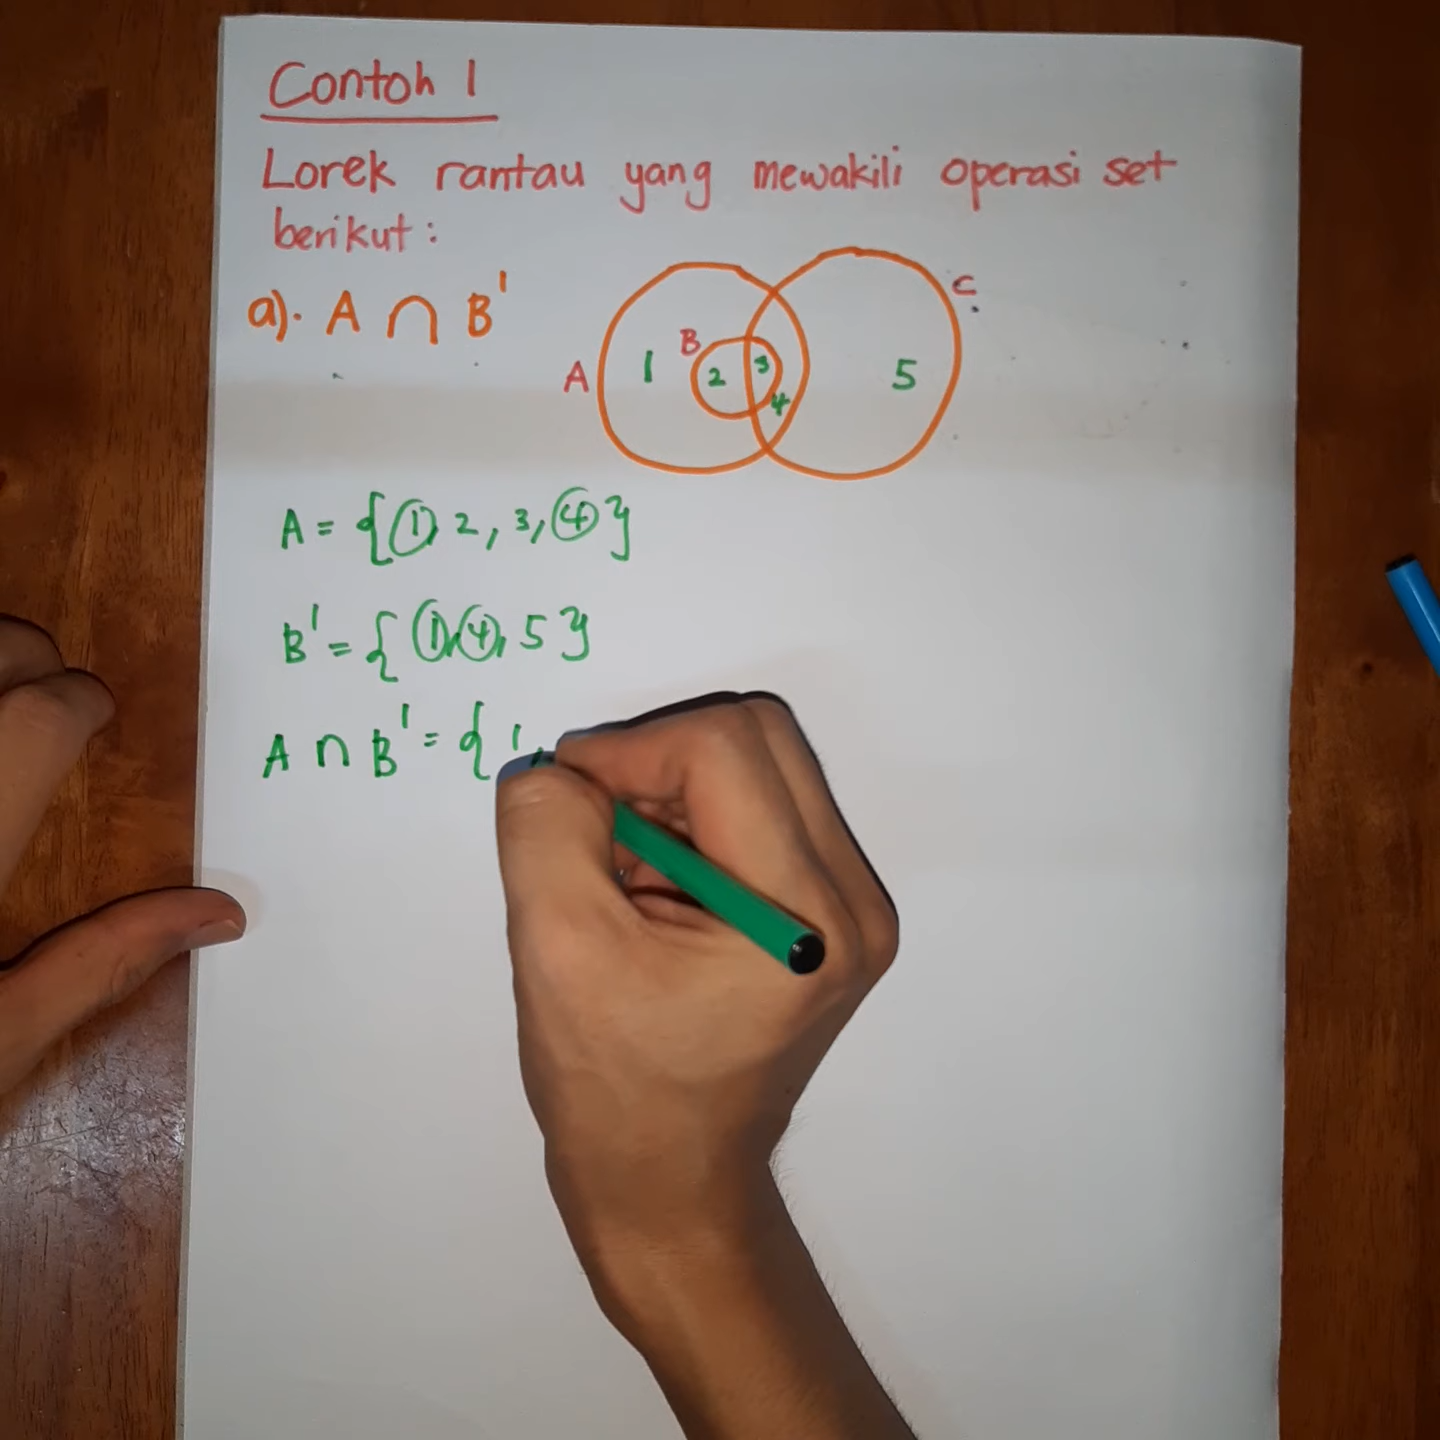 Contoh 1
Lorek rantau yang mewakili operasi set
berikut :
a). A ∩ B'
A
B
C
1
2
3
4
5
A = {1, 2, 3, 4}
B' = {1, 4, 5}
A ∩ B' = { 1,